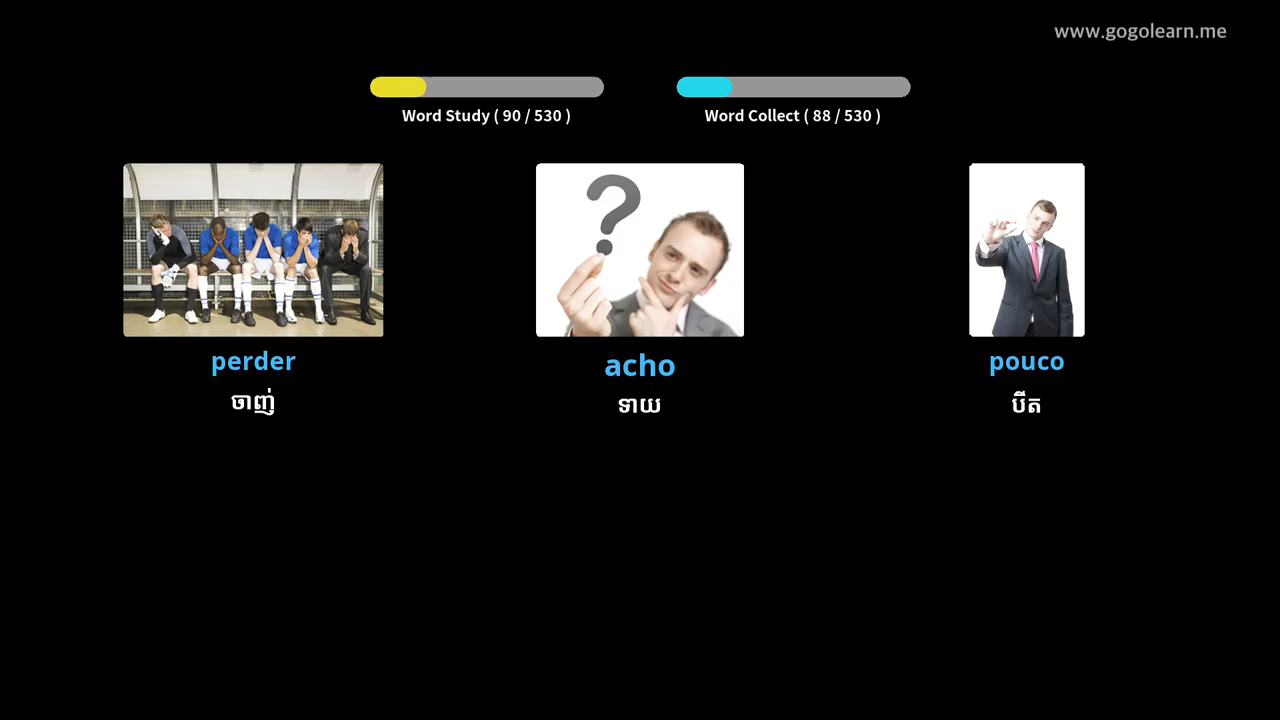 www.gogolearn.me
Word Study ( 90 / 530 )
Word Collect ( 88 / 530 )
perder
acho
pouco
ចាញ់
ទាយ
បឺត